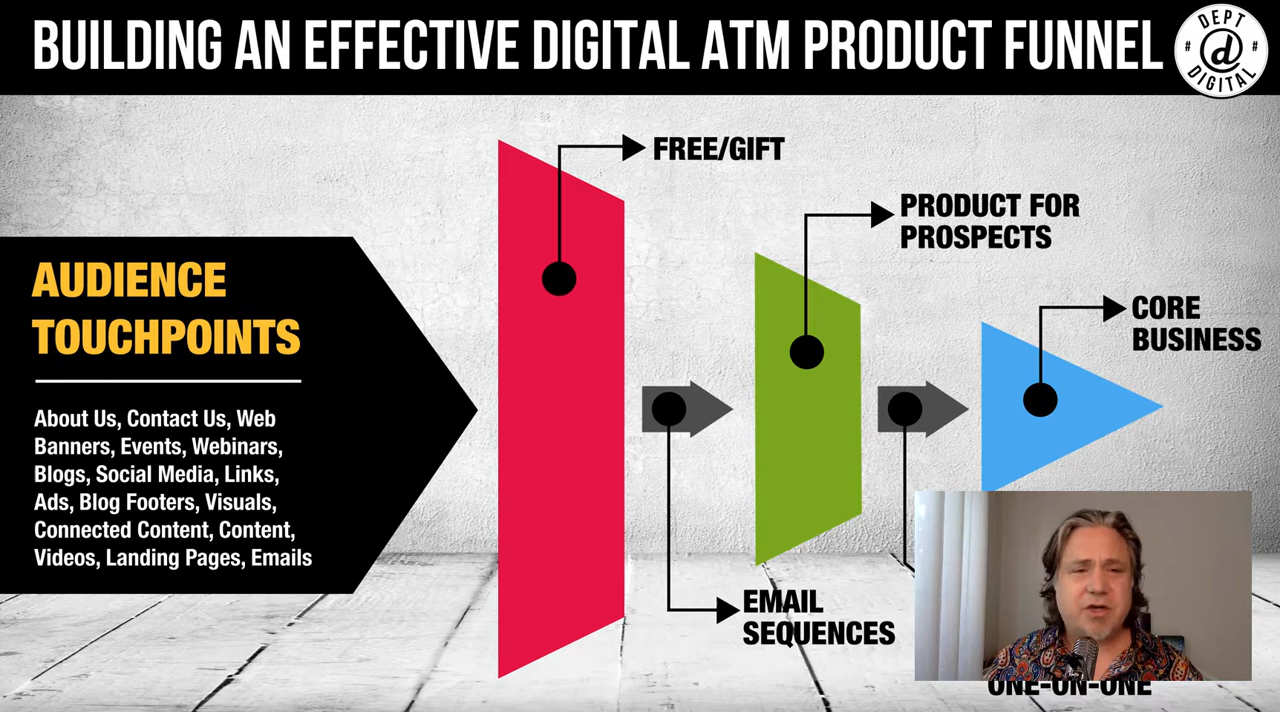 BUILDING AN EFFECTIVE DIGITAL ATM PRODUCT FUNNEL
DEPT
# @ #
DIGITAL
FREE/GIFT
PRODUCT FOR
PROSPECTS
AUDIENCE
TOUCHPOINTS
CORE
BUSINESS
About Us, Contact Us, Web
Banners, Events, Webinars,
Blogs, Social Media, Links,
Ads, Blog Footers, Visuals,
Connected Content, Content,
Videos, Landing Pages, Emails
EMAIL
SEQUENCES
ONE-ON-ONE